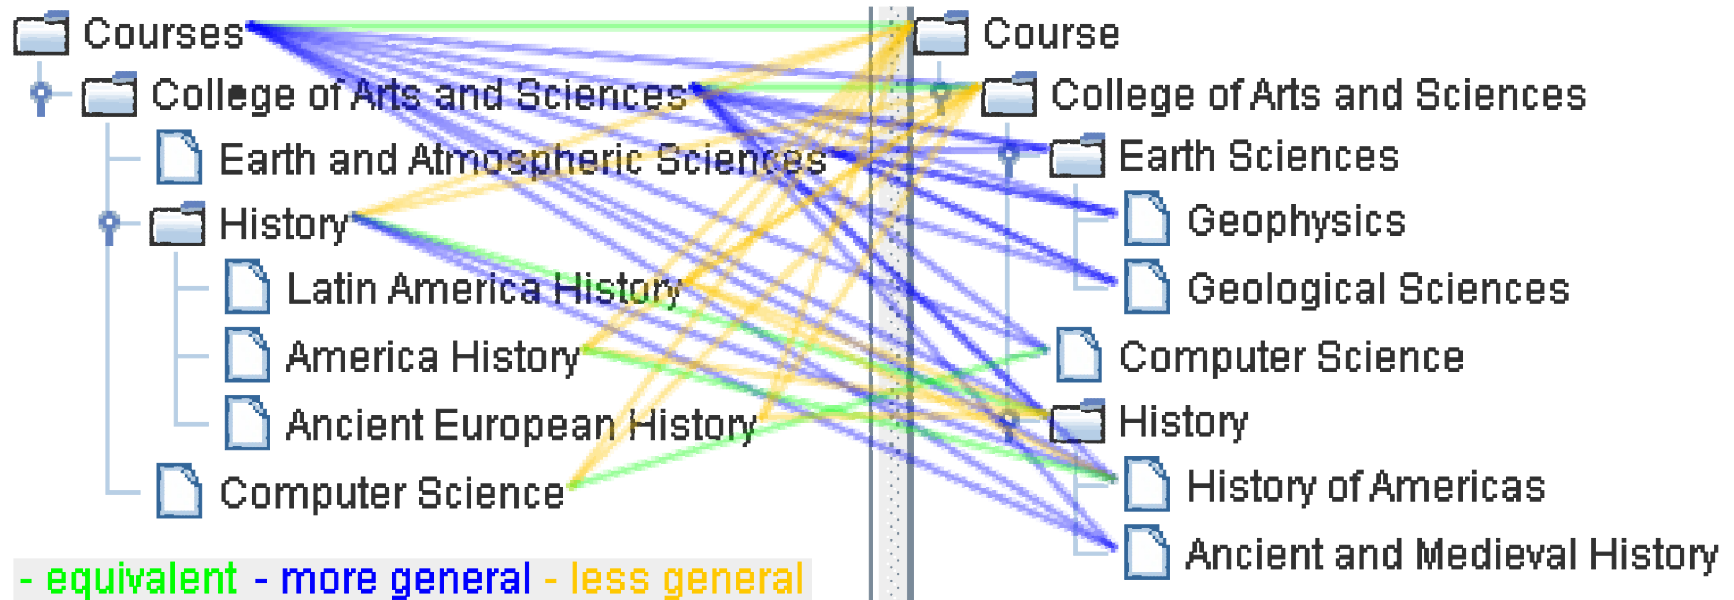 Courses
College of Arts and Sciences
Earth and Atmospheric Sciences
History
Latin America History
America History
Ancient European History
Computer Science
- equivalent - more general - less general
Course
College of Arts and Sciences
Earth Sciences
Geophysics
Geological Sciences
Computer Science
History
History of Americas
Ancient and Medieval History